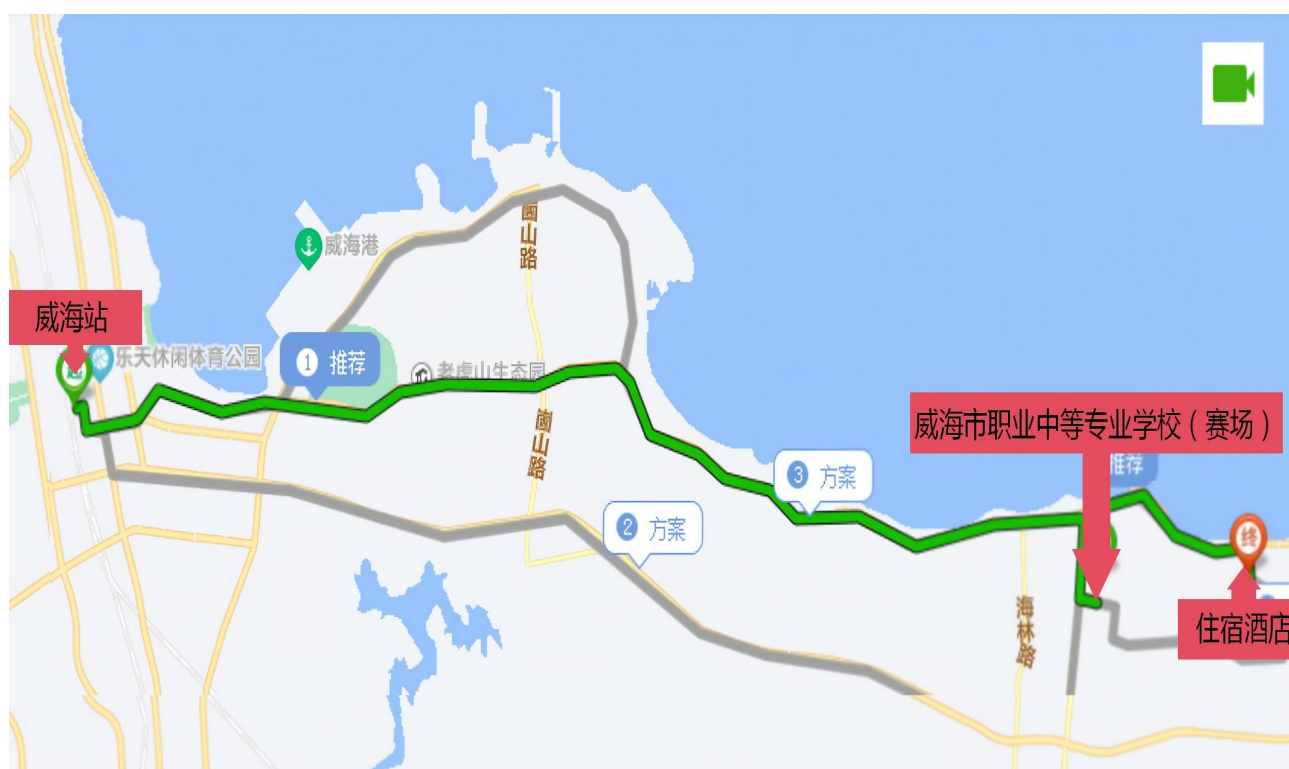 崮山路
威海港
威海站
乐天休闲体育公园
1 推荐
老虎山生态园
崮山路
威海市职业中等专业学校（赛场）
推荐
3 方案
2 方案
终
海林路
住宿酒店